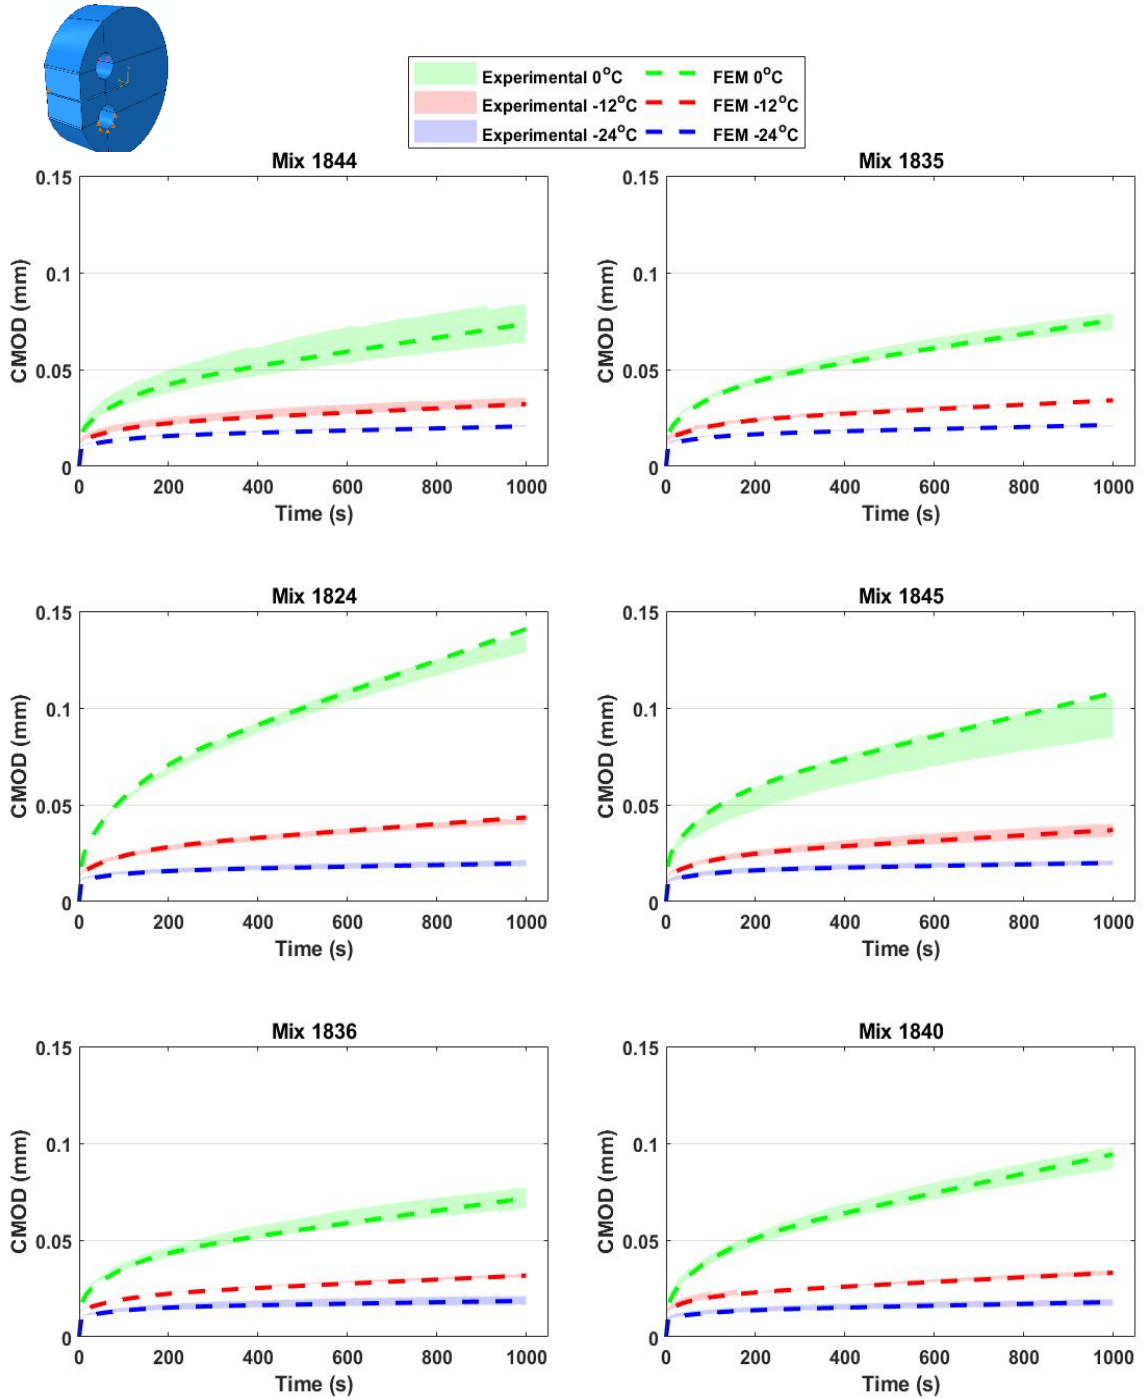 Experimental 0°C FEM 0°C
Experimental -12°C FEM -12°C
Experimental -24°C FEM -24°C
Mix 1844
0.15
0.1
0.05
0
CMOD (mm)
0 200 400 600 800 1000
Time (s)
Mix 1835
0.15
0.1
0.05
0
CMOD (mm)
0 200 400 600 800 1000
Time (s)
Mix 1824
0.15
0.1
0.05
0
CMOD (mm)
0 200 400 600 800 1000
Time (s)
Mix 1845
0.15
0.1
0.05
0
CMOD (mm)
0 200 400 600 800 1000
Time (s)
Mix 1836
0.15
0.1
0.05
0
CMOD (mm)
0 200 400 600 800 1000
Time (s)
Mix 1840
0.15
0.1
0.05
0
CMOD (mm)
0 200 400 600 800 1000
Time (s)